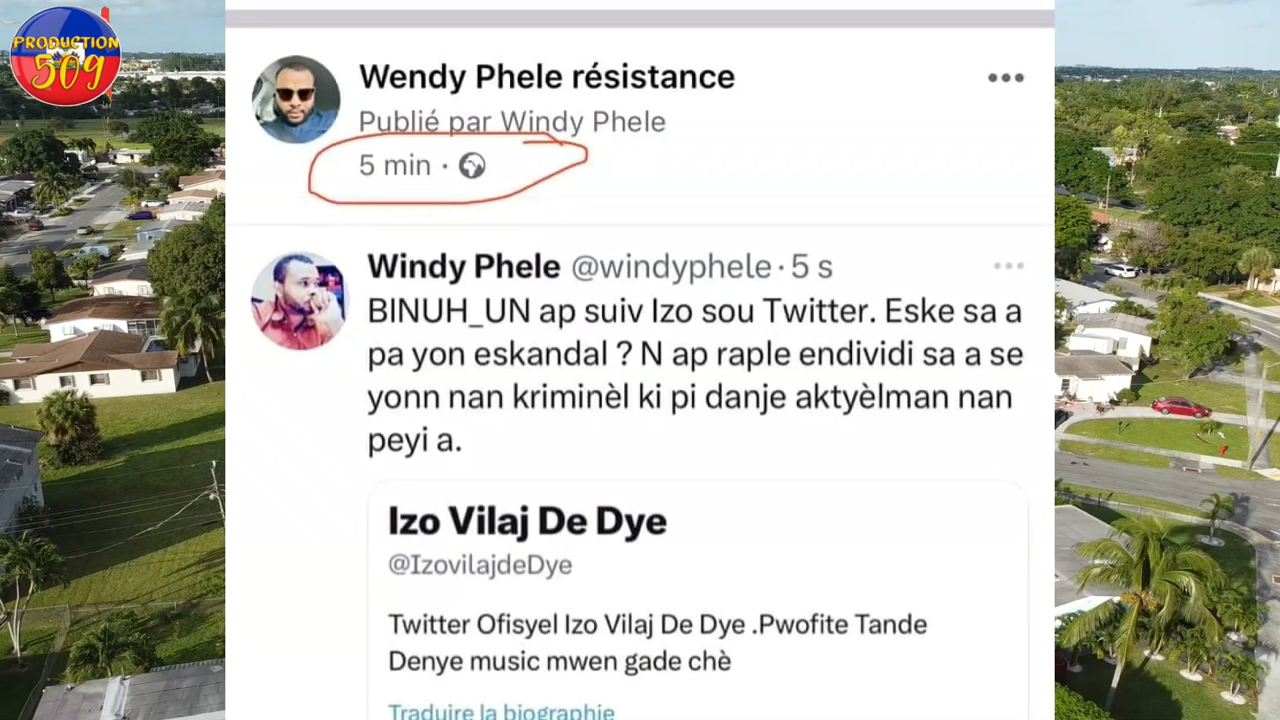 PRODUCTION
509
Wendy Phele résistance
Publié par Windy Phele
5 min ·
Windy Phele @windyphele · 5 s
BINUH_UN ap suiv Izo sou Twitter. Eske sa a
pa yon eskandal ? N ap raple endividi sa a se
yonn nan kriminèl ki pi danje aktyèlman nan
peyi a.
Izo Vilaj De Dye
@IzovilajdeDye
Twitter Ofisyel Izo Vilaj De Dye .Pwofite Tande
Denye music mwen gade chè
Traduire la biographie